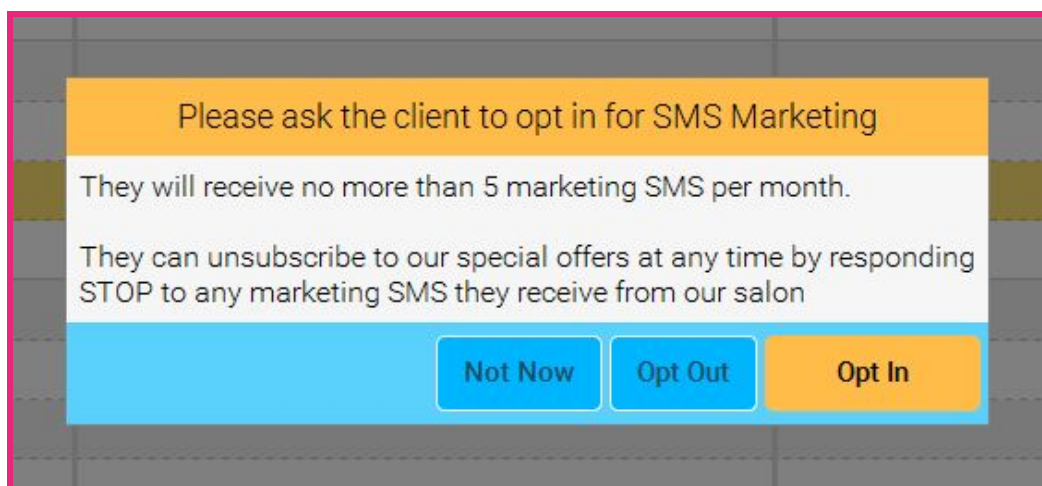 Please ask the client to opt in for SMS Marketing
They will receive no more than 5 marketing SMS per month.
They can unsubscribe to our special offers at any time by responding
STOP to any marketing SMS they receive from our salon
Not Now Opt Out Opt In